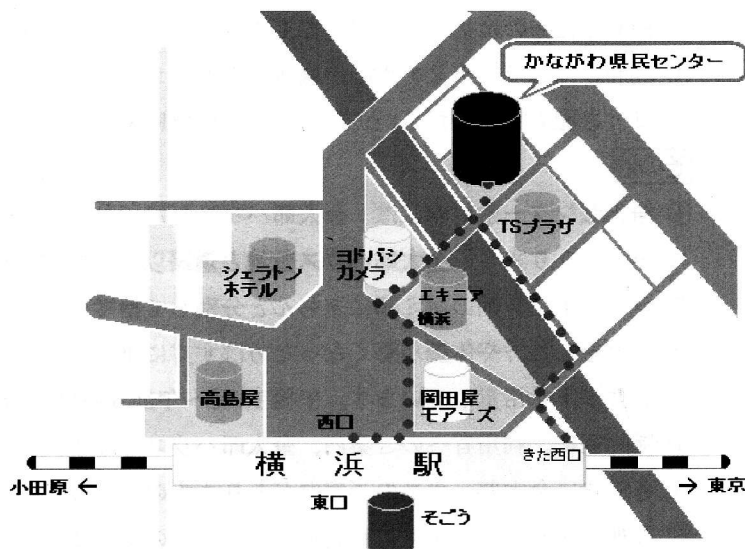 かながわ県民センター
TSプラザ
ヨドバシ
カメラ
シェラトン
ホテル
エキニア
横浜
高島屋
岡田屋
モアーズ
西口
きた西口
横浜駅
小田原 ←
→ 東京
東口
そごう